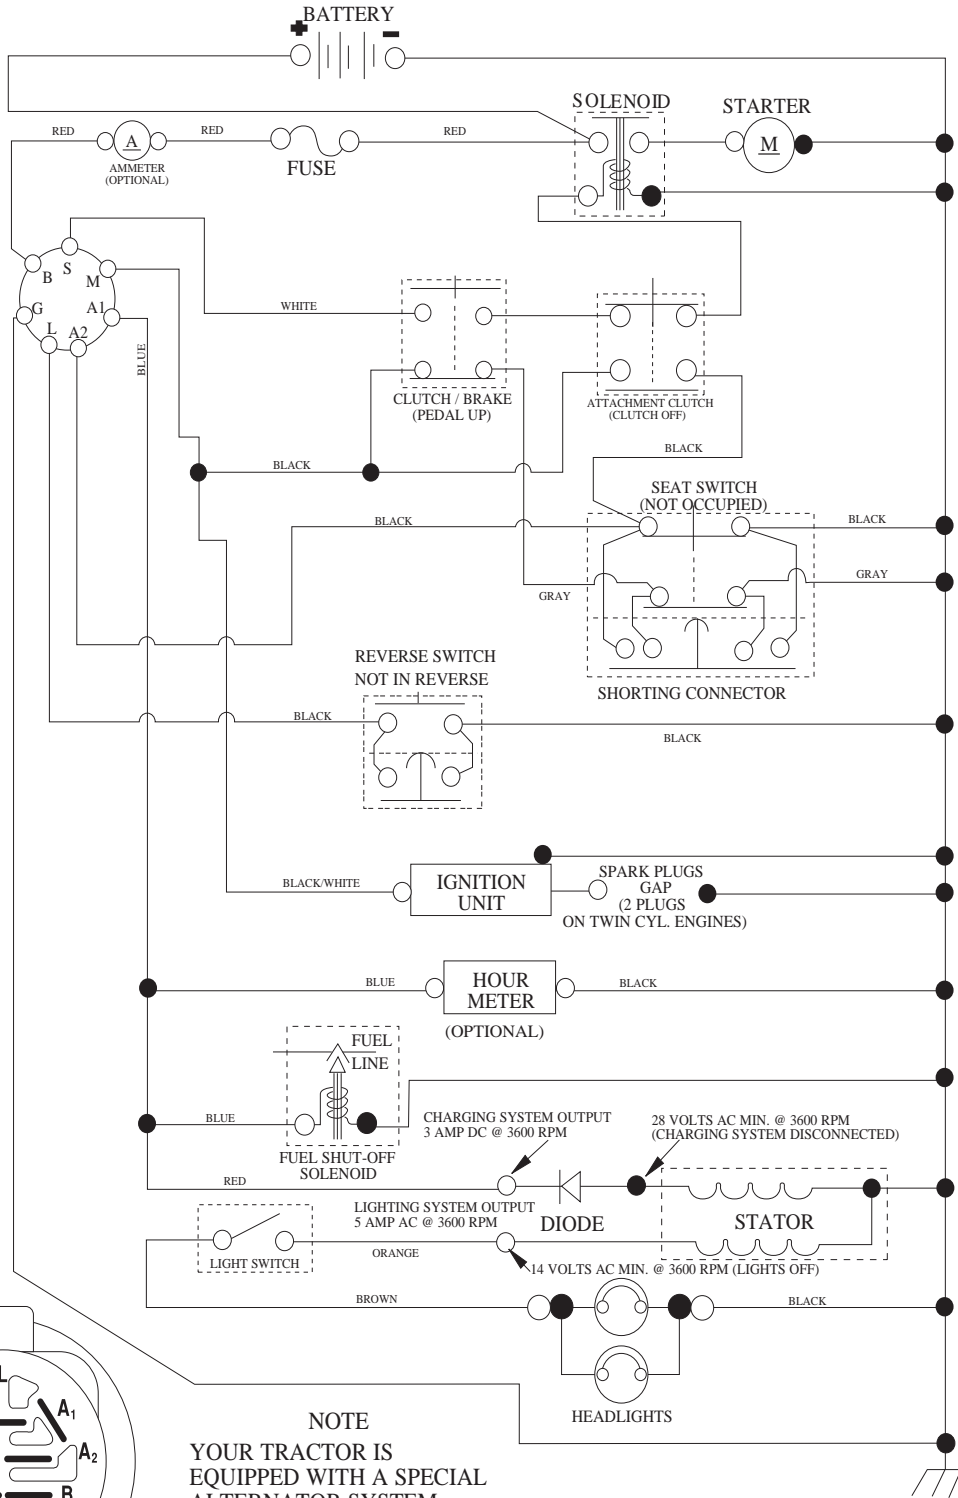 BATTERY
SOLENOID
STARTER
RED
A
RED
RED
M
AMMETER
(OPTIONAL)
FUSE
B
S
M
G
A1
L
A2
BLUE
WHITE
CLUTCH / BRAKE
(PEDAL UP)
ATTACHMENT CLUTCH
(CLUTCH OFF)
BLACK
BLACK
SEAT SWITCH
(NOT OCCUPIED)
BLACK
BLACK
GRAY
GRAY
REVERSE SWITCH
NOT IN REVERSE
SHORTING CONNECTOR
BLACK
BLACK
BLACK/WHITE
IGNITION
UNIT
SPARK PLUGS
GAP
(2 PLUGS
ON TWIN CYL. ENGINES)
BLUE
HOUR
METER
BLACK
(OPTIONAL)
FUEL
LINE
BLUE
FUEL SHUT-OFF
SOLENOID
CHARGING SYSTEM OUTPUT
3 AMP DC @ 3600 RPM
28 VOLTS AC MIN. @ 3600 RPM
(CHARGING SYSTEM DISCONNECTED)
RED
LIGHTING SYSTEM OUTPUT
5 AMP AC @ 3600 RPM
DIODE
STATOR
LIGHT SWITCH
ORANGE
14 VOLTS AC MIN. @ 3600 RPM (LIGHTS OFF)
BROWN
BLACK
HEADLIGHTS
L
A1
A2
B
NOTE
YOUR TRACTOR IS
EQUIPPED WITH A SPECIAL
ALTERNATOR SYSTEM